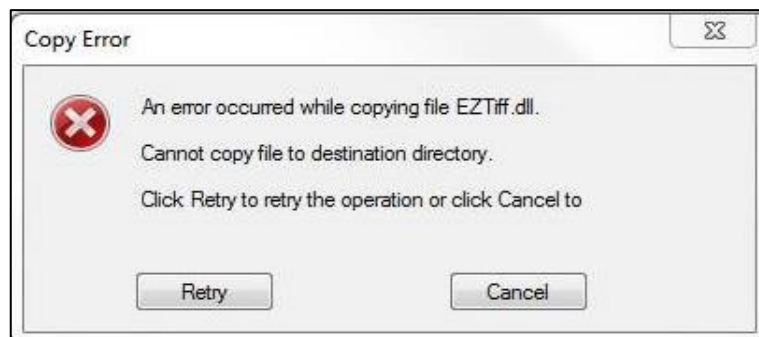 Copy Error
An error occurred while copying file EZTiff.dll.
Cannot copy file to destination directory.
Click Retry to retry the operation or click Cancel to
Retry Cancel